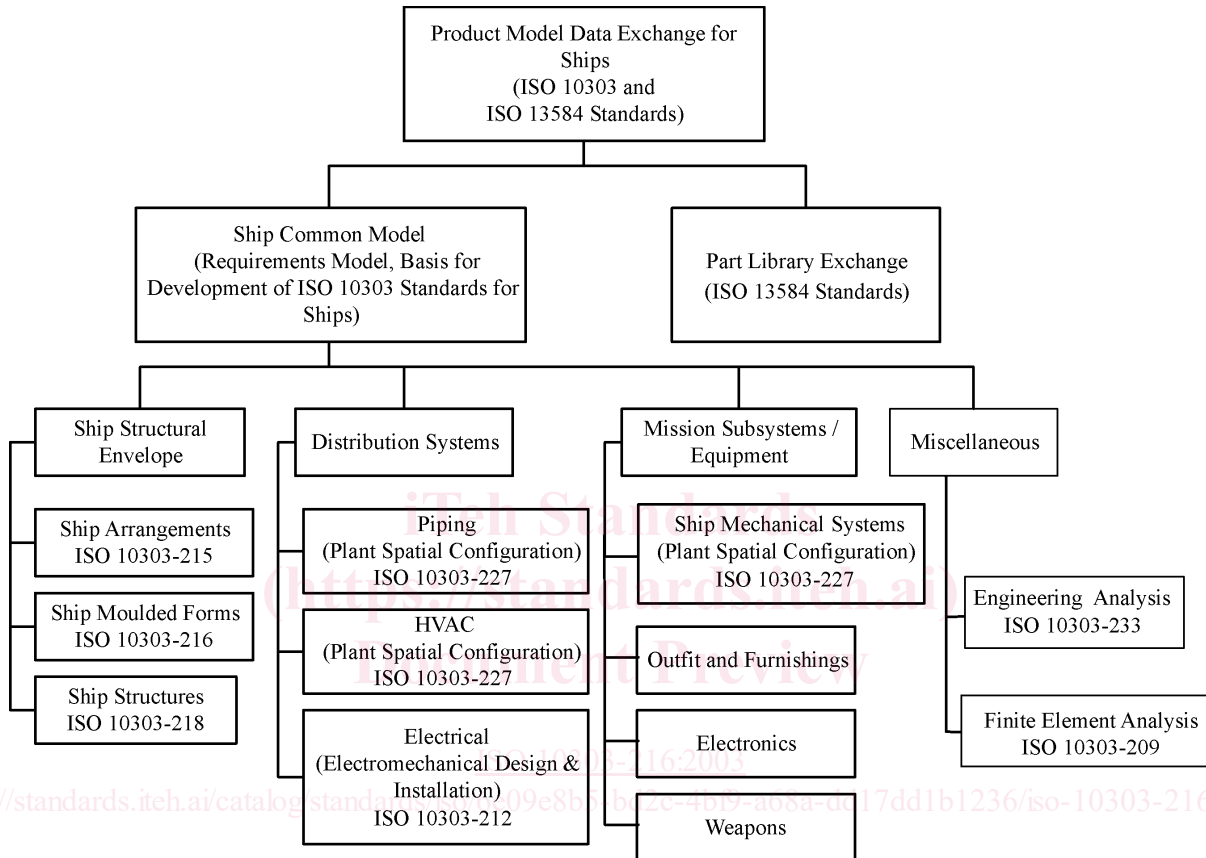 Product Model Data Exchange for
Ships
(ISO 10303 and
ISO 13584 Standards)
Ship Common Model
(Requirements Model, Basis for
Development of ISO 10303 Standards for
Ships)
Part Library Exchange
(ISO 13584 Standards)
Ship Structural
Envelope
Distribution Systems
Mission Subsystems /
Equipment
Miscellaneous
Ship Arrangements
ISO 10303-215
Ship Moulded Forms
ISO 10303-216
Ship Structures
ISO 10303-218
Piping
(Plant Spatial Configuration)
ISO 10303-227
HVAC
(Plant Spatial Configuration)
ISO 10303-227
Electrical
(Electromechanical Design &
Installation)
ISO 10303-212
Ship Mechanical Systems
(Plant Spatial Configuration)
ISO 10303-227
Outfit and Furnishings
Electronics
Weapons
Engineering Analysis
ISO 10303-233
Finite Element Analysis
ISO 10303-209
iTeh Standards
(https://standards.iteh.ai)
Document Preview
ISO 10303-216:2003